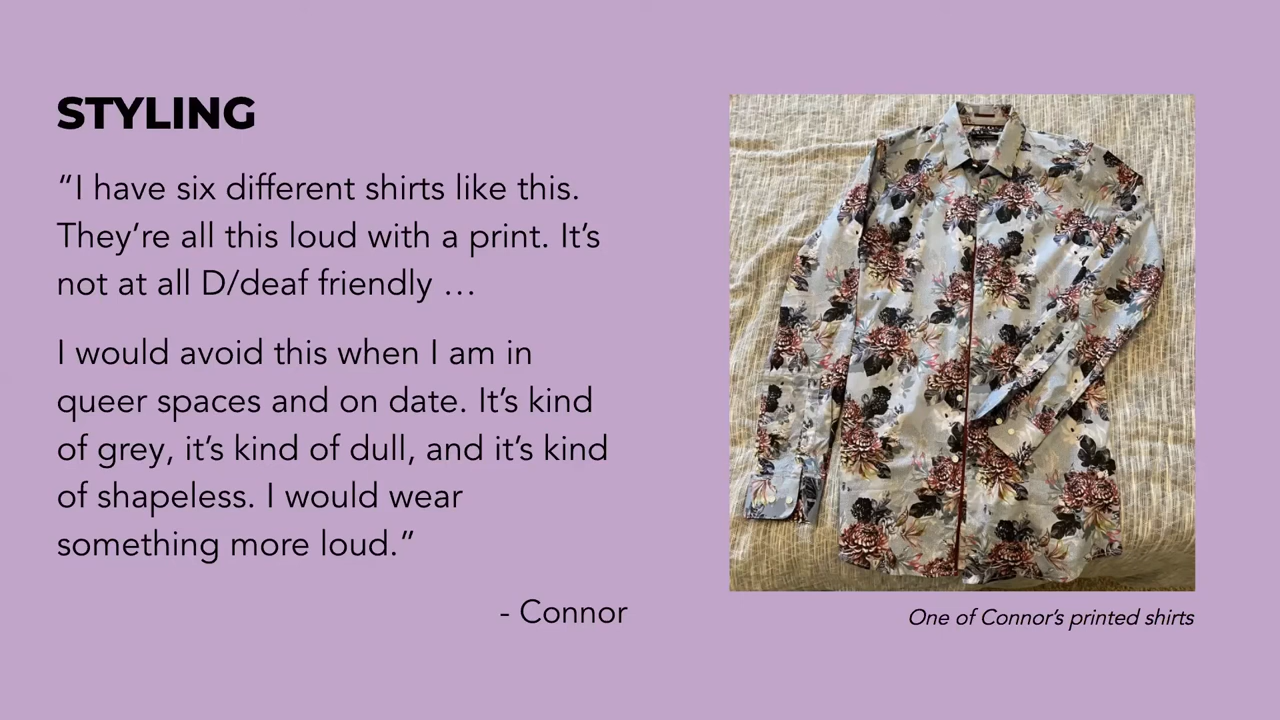 STYLING
“I have six different shirts like this.
They’re all this loud with a print. It’s
not at all D/deaf friendly …
I would avoid this when I am in
queer spaces and on date. It’s kind
of grey, it’s kind of dull, and it’s kind
of shapeless. I would wear
something more loud.”
- Connor
One of Connor’s printed shirts